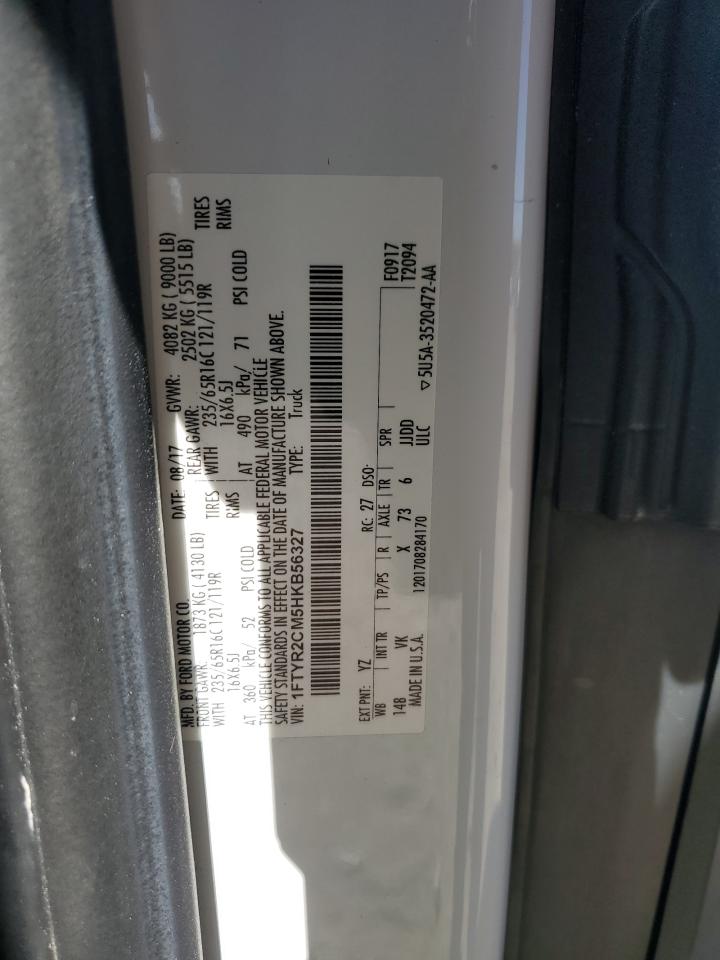 MFD. BY FORD MOTOR CO. DATE: 08/17 GVWR: 4082 KG ( 9000 LB)
FRONT GAWR: 1873 KG ( 4130 LB) REAR GAWR: 2502 KG ( 5515 LB)
WITH 235/65R16C 121/119R TIRES WITH 235/65R16C 121/119R TIRES
16X6.5J RIMS 16X6.5J RIMS
AT 360 kPa/ 52 PSI COLD AT 490 kPa/ 71 PSI COLD
THIS VEHICLE CONFORMS TO ALL APPLICABLE FEDERAL MOTOR VEHICLE
SAFETY STANDARDS IN EFFECT ON THE DATE OF MANUFACTURE SHOWN ABOVE.
VIN: 1FTYR2CM5HKB56327 TYPE: Truck
EXT PNT: YZ RC: 27 DSO:
WB INT TR TP/PS R AXLE TR SPR F0917
148 VK X 73 6 JJDD T2094
MADE IN U.S.A. 1201708284170 ULC
▽ 5U5A-3520472-AA